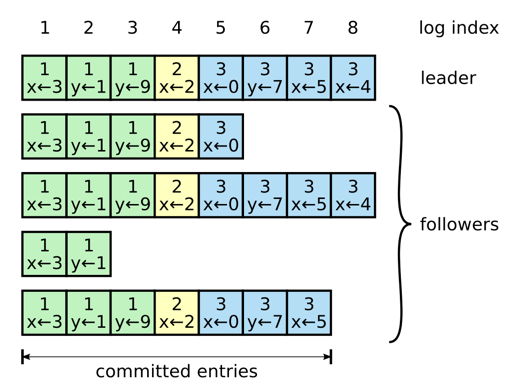 1 2 3 4 5 6 7 8 log index
1 1 1 2 3 3 3 3
x←3 y←1 y←9 x←2 x←0 y←7 x←5 x←4
leader
1 1 1 2 3
x←3 y←1 y←9 x←2 x←0
1 1 1 2 3 3 3 3
x←3 y←1 y←9 x←2 x←0 y←7 x←5 x←4
followers
1 1
x←3 y←1
1 1 1 2 3 3 3
x←3 y←1 y←9 x←2 x←0 y←7 x←5
committed entries